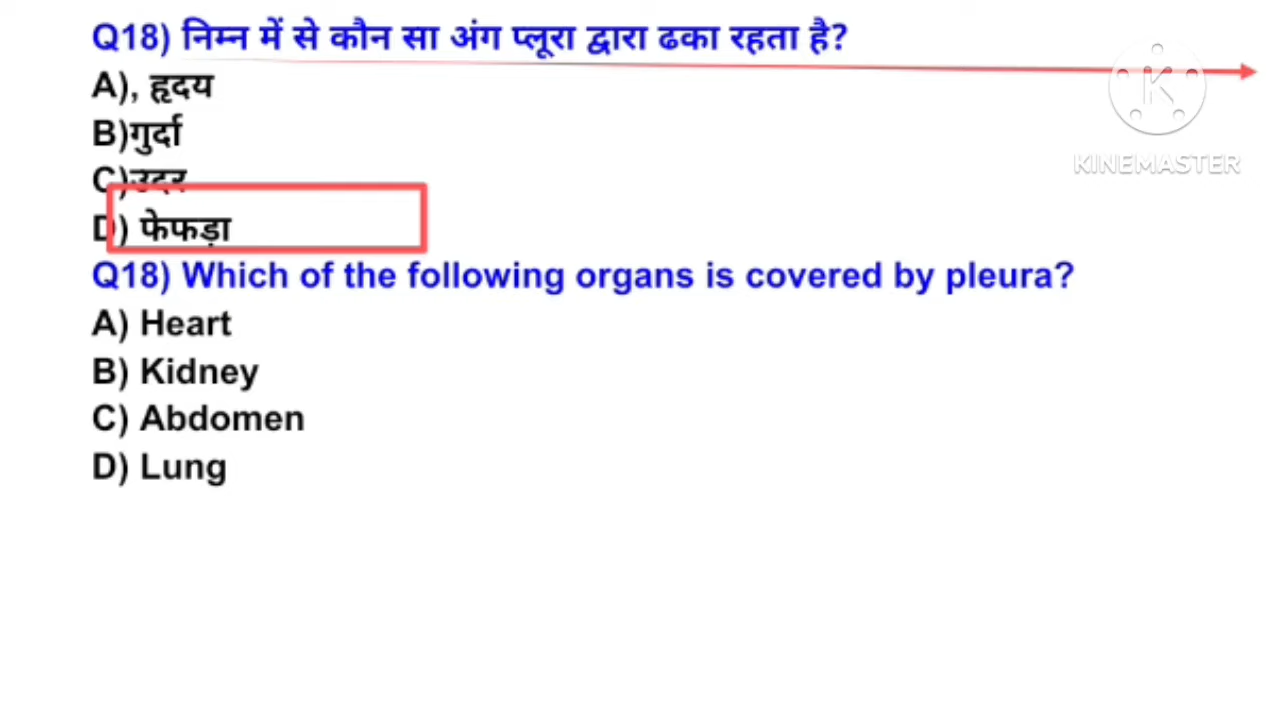 Q18) निम्न में से कौन सा अंग प्लूरा द्वारा ढका रहता है?
A), हृदय
B)गुर्दा
C)उदर
D) फेफड़ा
Q18) Which of the following organs is covered by pleura?
A) Heart
B) Kidney
C) Abdomen
D) Lung
K
KINEMASTER